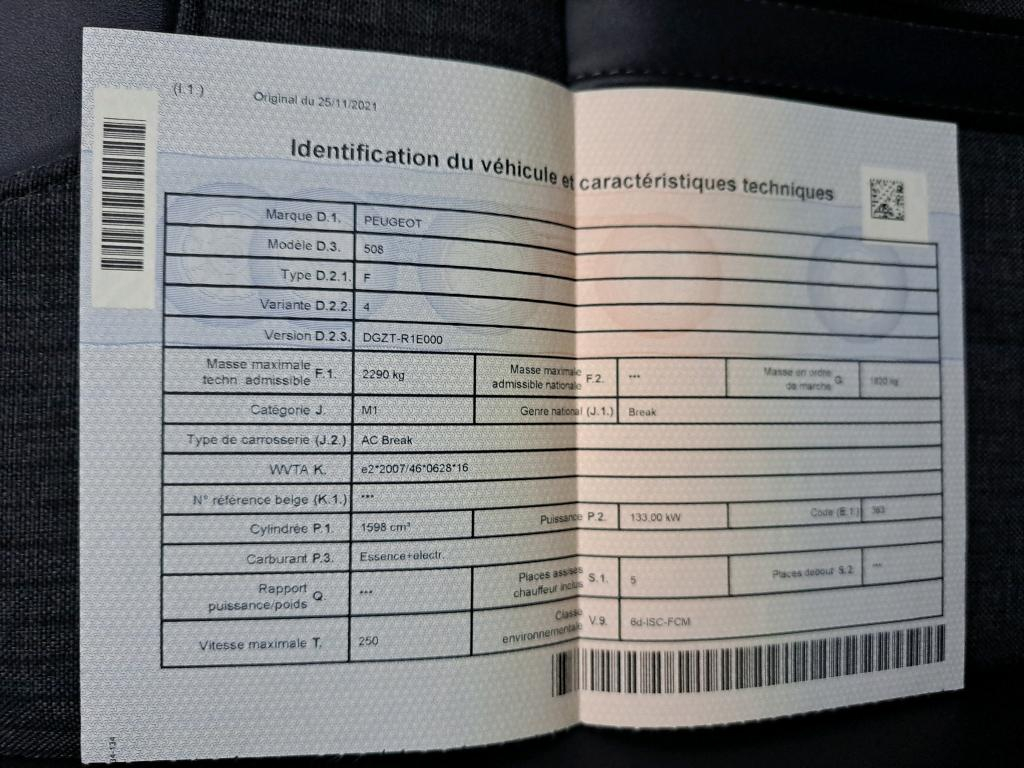 (I.1 ) Original du 25/11/2021
Identification du véhicule et caractéristiques techniques
Marque D.1. PEUGEOT
Modèle D.3. 508
Type D.2.1. F
Variante D.2.2. 4
Version D.2.3. DGZT-R1E000
Masse maximale techn. admissible F.1. 2290 kg Masse maximale admissible nationale F.2. *** Masse en ordre de marche G. 1820 kg
Catégorie J. M1 Genre national (J.1.) Break
Type de carrosserie (J.2.) AC Break
WVTA K. e2*2007/46*0628*16
N° référence belge (K.1.) ***
Cylindrée P.1. 1598 cm³ Puissance P.2. 133,00 kW Code (E.1.) 363
Carburant P.3. Essence+électr.
Rapport puissance/poids Q. *** Places assises chauffeur inclus S.1. 5 Places debout S.2. ***
Vitesse maximale T. 250 Classe environnementale V.9. 6d-ISC-FCM